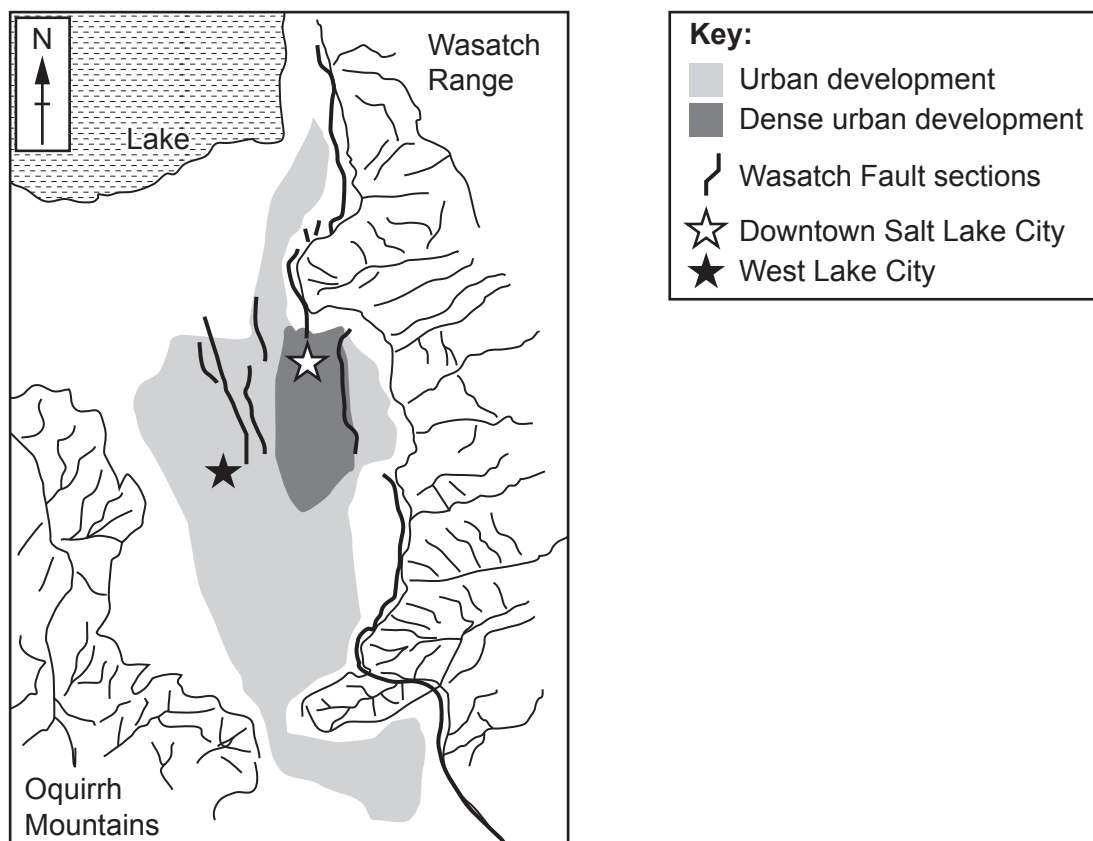 N
Wasatch
Range
Lake
Oquirrh
Mountains
Key:
Urban development
Dense urban development
Wasatch Fault sections
Downtown Salt Lake City
West Lake City